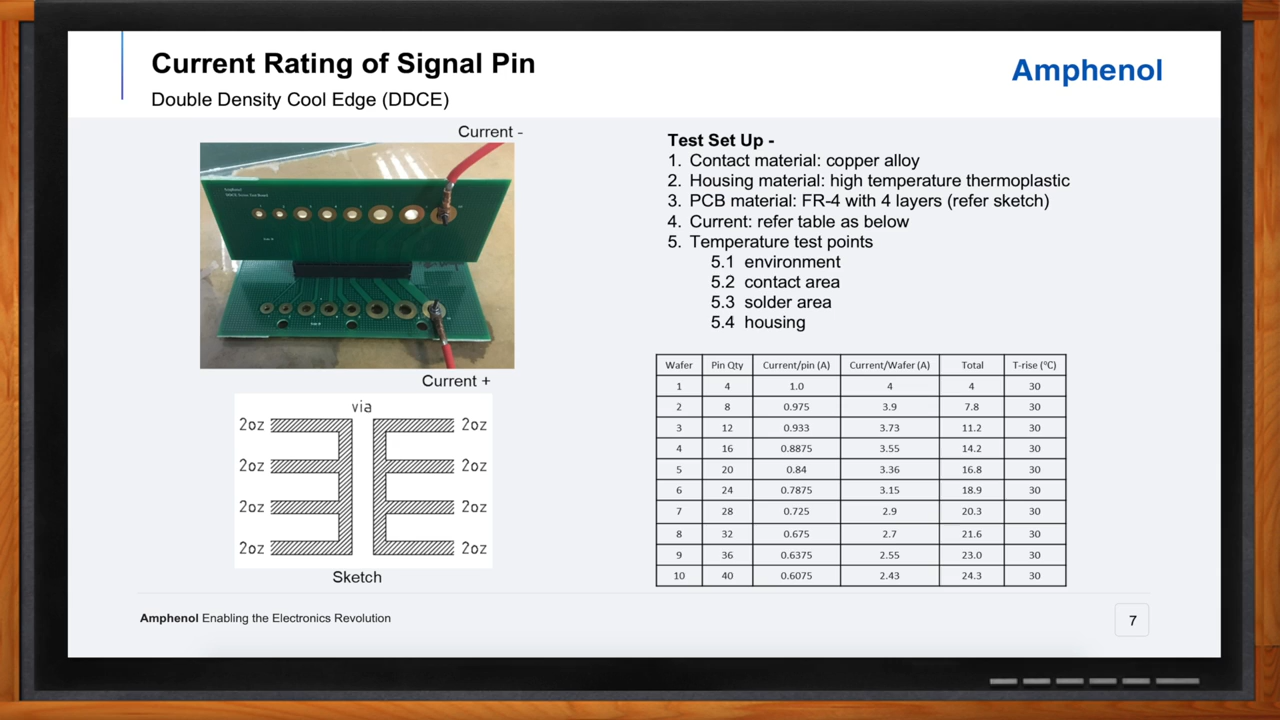 Current Rating of Signal Pin
Double Density Cool Edge (DDCE)
Amphenol
Current -
Current +
via
2oz 2oz
2oz 2oz
2oz 2oz
2oz 2oz
Sketch
Test Set Up -
1. Contact material: copper alloy
2. Housing material: high temperature thermoplastic
3. PCB material: FR-4 with 4 layers (refer sketch)
4. Current: refer table as below
5. Temperature test points
5.1 environment
5.2 contact area
5.3 solder area
5.4 housing
Wafer Pin Qty Current/pin (A) Current/Wafer (A) Total T-rise (℃)
1 4 1.0 4 4 30
2 8 0.975 3.9 7.8 30
3 12 0.933 3.73 11.2 30
4 16 0.8875 3.55 14.2 30
5 20 0.84 3.36 16.8 30
6 24 0.7875 3.15 18.9 30
7 28 0.725 2.9 20.3 30
8 32 0.675 2.7 21.6 30
9 36 0.6375 2.55 23.0 30
10 40 0.6075 2.43 24.3 30
Amphenol Enabling the Electronics Revolution
7